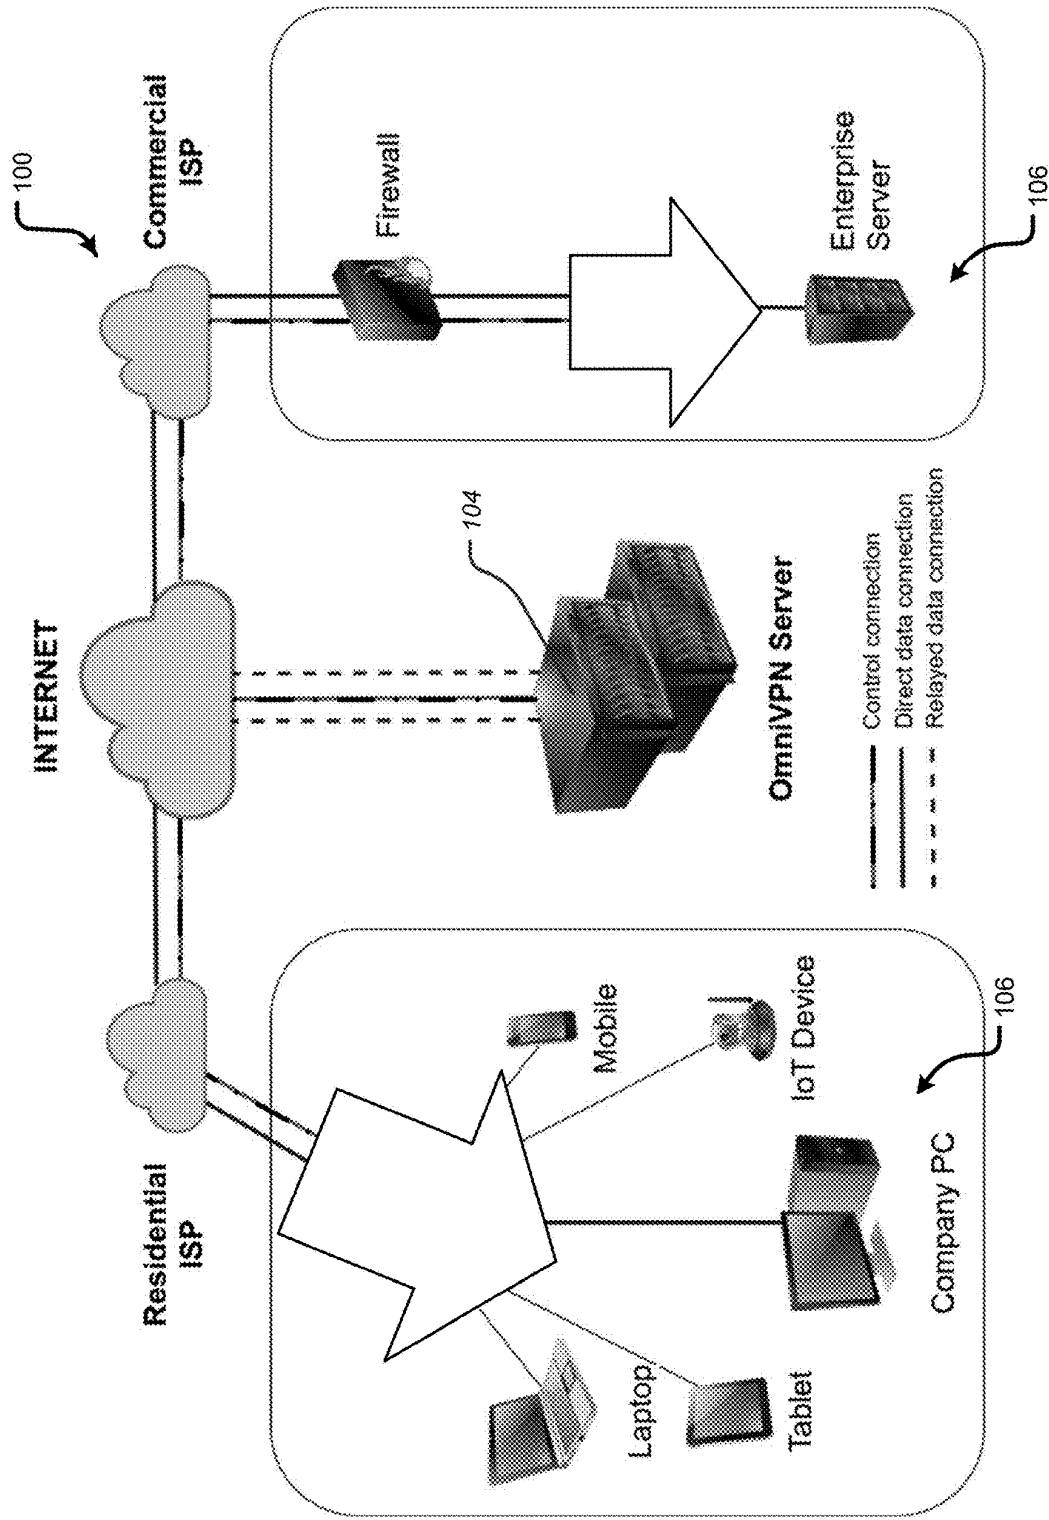 100
INTERNET
Residential
ISP
Commercial
ISP
Laptop
Tablet
Company PC
IoT Device
Mobile
106
104
OmniVPN Server
Control connection
Direct data connection
Relayed data connection
Firewall
Enterprise
Server
106